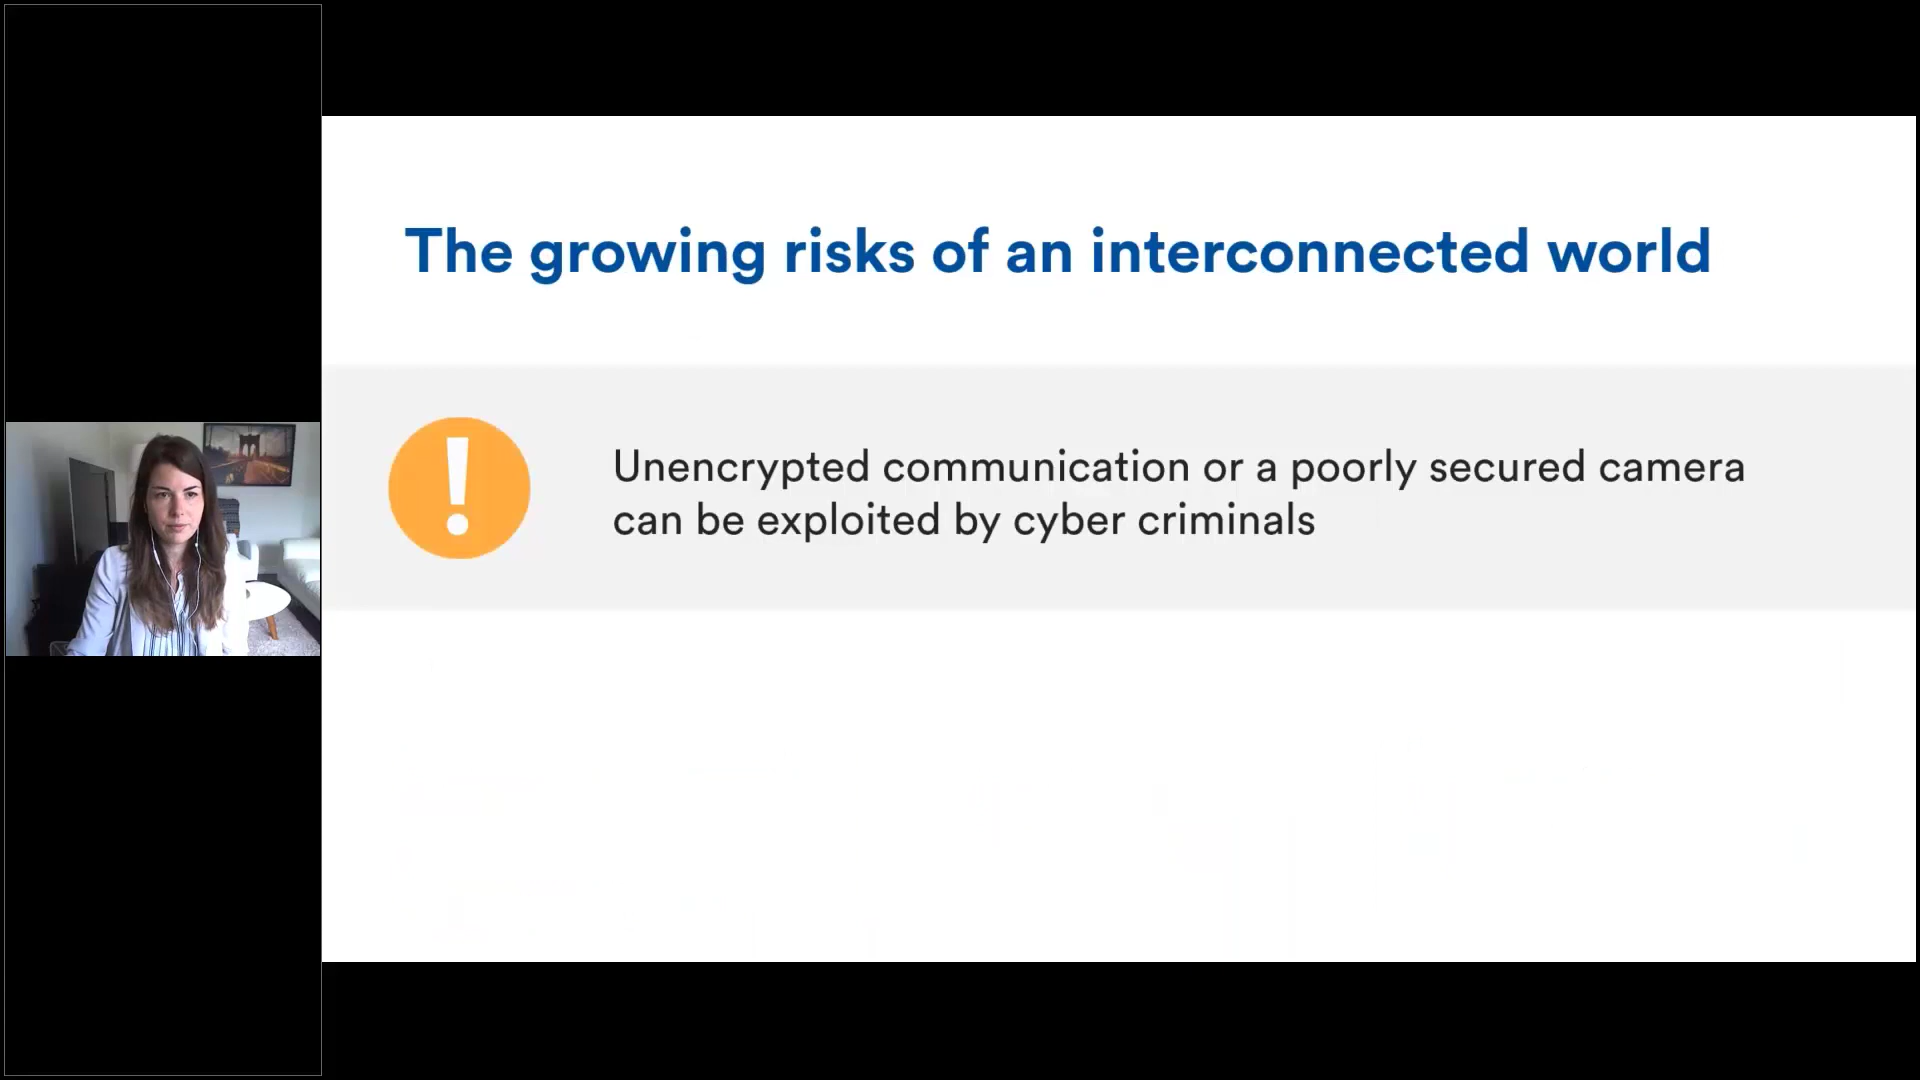 The growing risks of an interconnected world
Unencrypted communication or a poorly secured camera
can be exploited by cyber criminals